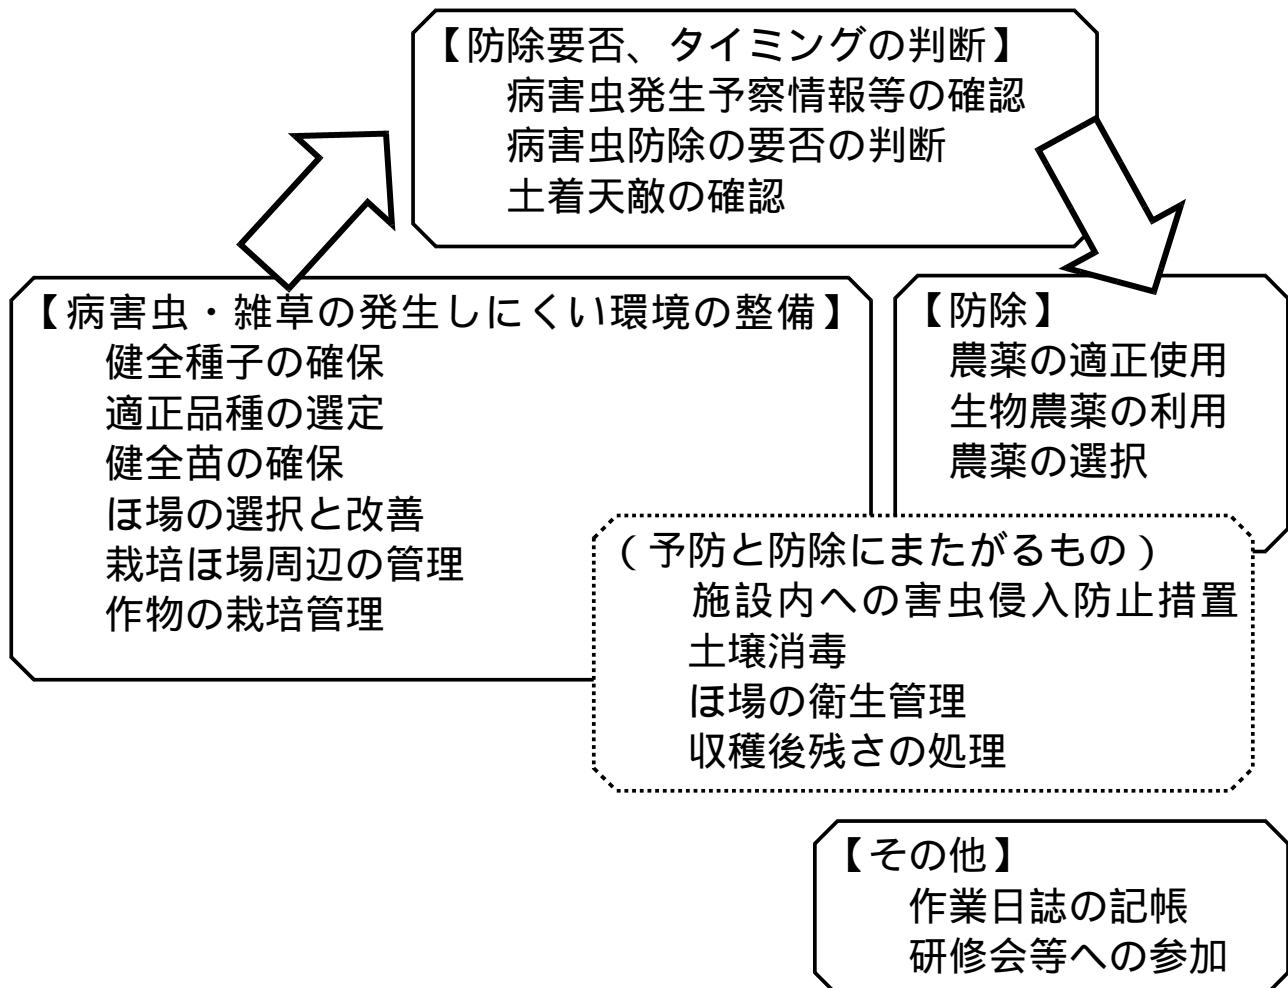 【防除要否、タイミングの判断】
病害虫発生予察情報等の確認
病害虫防除の要否の判断
土着天敵の確認
【病害虫・雑草の発生しにくい環境の整備】
健全種子の確保
適正品種の選定
健全苗の確保
ほ場の選択と改善
栽培ほ場周辺の管理
作物の栽培管理
【防除】
農薬の適正使用
生物農薬の利用
農薬の選択
(予防と防除にまたがるもの)
施設内への害虫侵入防止措置
土壌消毒
ほ場の衛生管理
収穫後残さの処理
【その他】
作業日誌の記帳
研修会等への参加